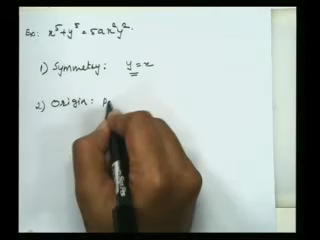 Ex: x⁵+y⁵ = 5ax²y².
1) Symmetry: y = x
2) Origin: p